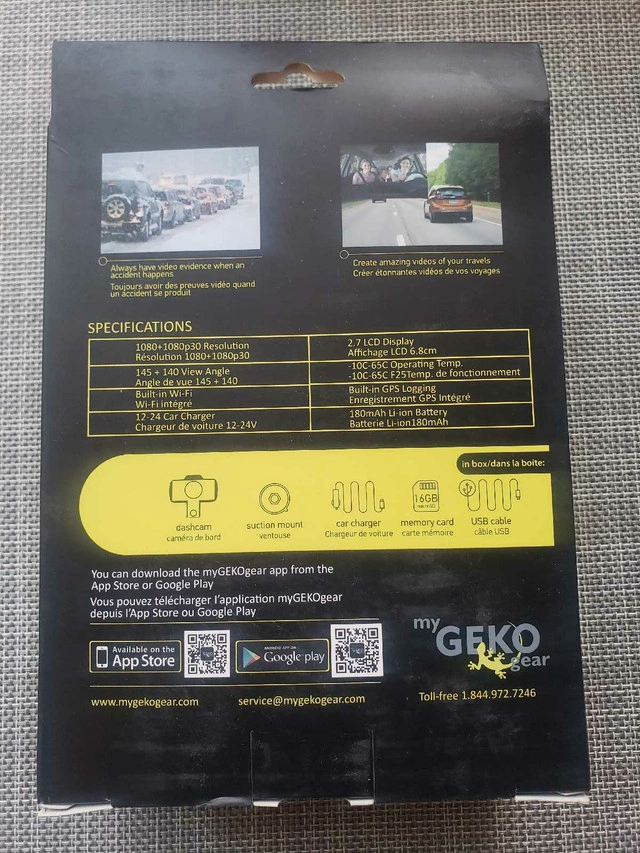 Always have video evidence when an
accident happens
Toujours avoir des preuves vidéo quand
un accident se produit
Create amazing videos of your travels
Créer étonnantes vidéos de vos voyages
SPECIFICATIONS
1080+1080p30 Resolution
Résolution 1080+1080p30
2.7 LCD Display
Affichage LCD 6.8cm
145 + 140 View Angle
Angle de vue 145 + 140
-10C-65C Operating Temp.
-10C-65C F25Temp. de fonctionnement
Built-in Wi-Fi
Wi-Fi intégré
Built-in GPS Logging
Enregistrement GPS Intégré
12-24 Car Charger
Chargeur de voiture 12-24V
180mAh Li-ion Battery
Batterie Li-ion180mAh
in box/dans la boite:
16GB
microSD
dashcam
caméra de bord
suction mount
ventouse
car charger
Chargeur de voiture
memory card
carte mémoire
USB cable
câble USB
You can download the myGEKOgear app from the
App Store or Google Play
Vous pouvez télécharger l'application myGEKOgear
depuis l'App Store ou Google Play
Available on the
App Store
ANDROID APP ON
Google play
my
GEKO
gear
www.mygekogear.com
service@mygekogear.com
Toll-free 1.844.972.7246